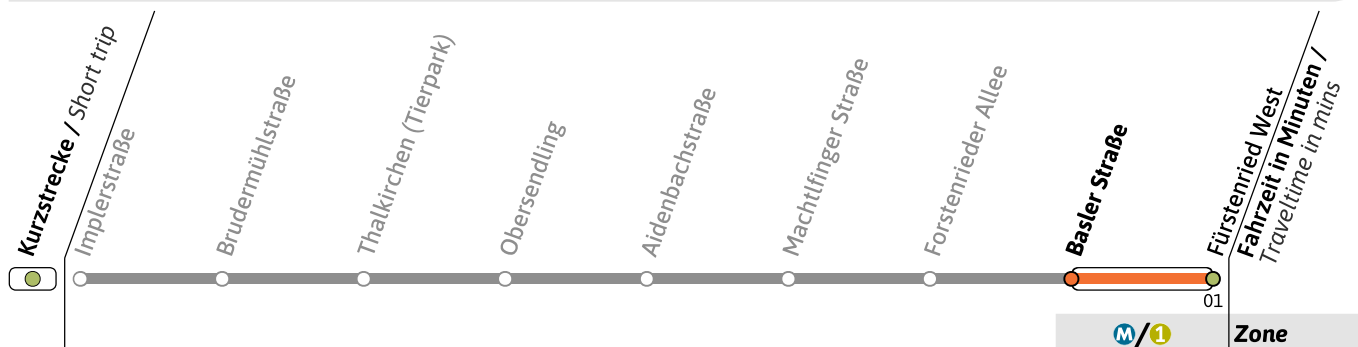 Kurzstrecke / Short trip
Implerstraße
Brudermühlstraße
Thalkirchen (Tierpark)
Obersendling
Aidenbachstraße
Machtlfinger Straße
Forstenrieder Allee
Basler Straße
Fürstenried West
Fahrzeit in Minuten /
Traveltime in mins
01
M/1 Zone